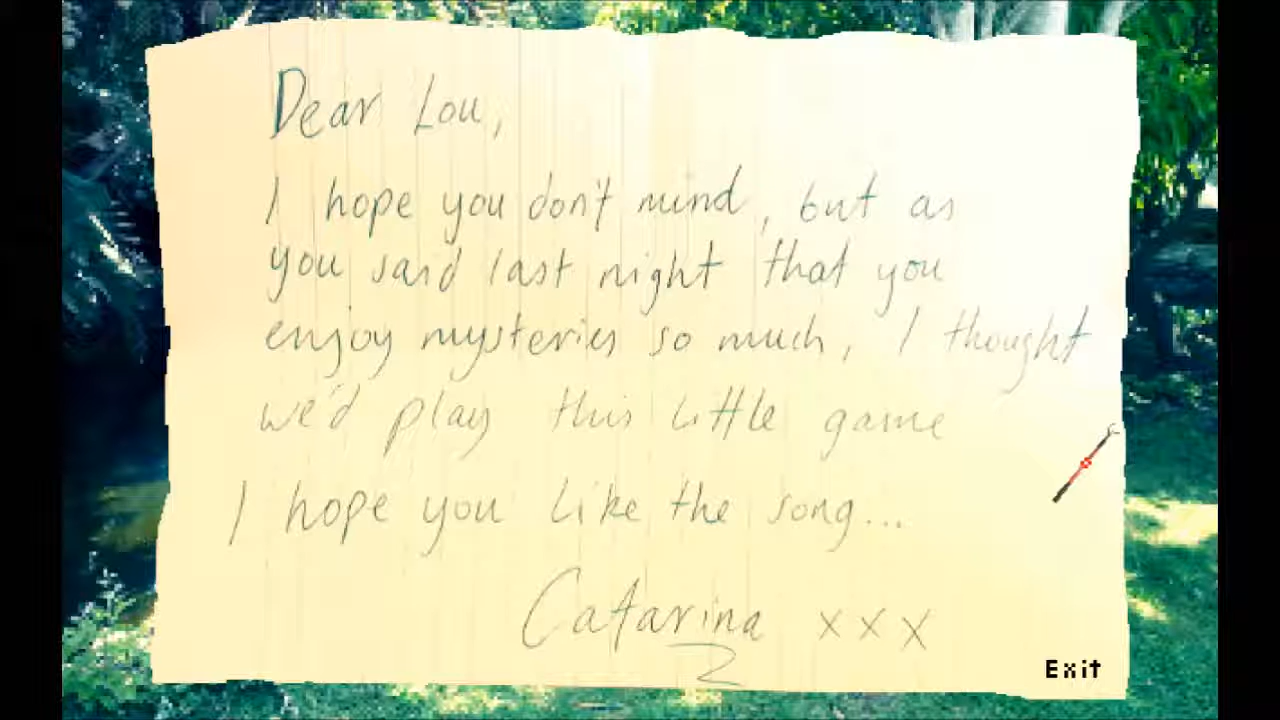 Dear Lou,
I hope you don't mind, but as
you said last night that you
enjoy mysteries so much, I thought
we'd play this little game
I hope you like the song...
Catarina xxx
Exit